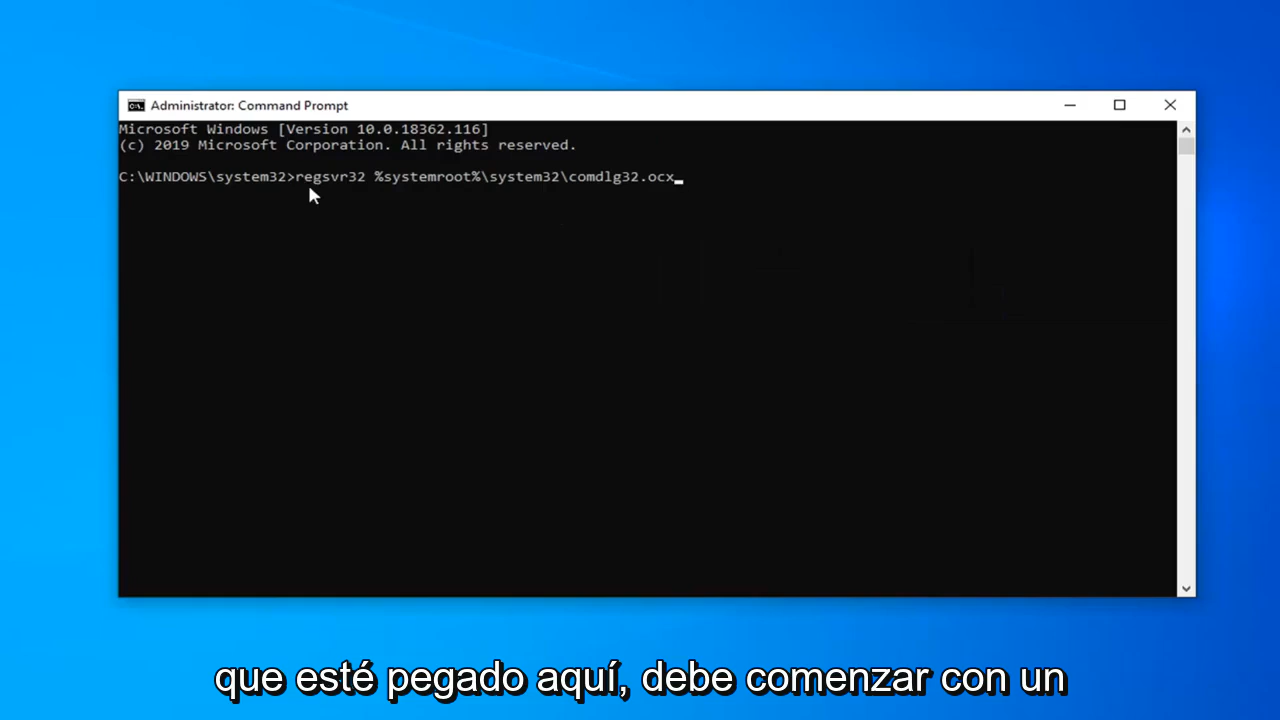 Administrator: Command Prompt
Microsoft Windows [Version 10.0.18362.116]
(c) 2019 Microsoft Corporation. All rights reserved.
C:\WINDOWS\system32>regsvr32 %systemroot%\system32\comdlg32.ocx
que esté pegado aquí, debe comenzar con un